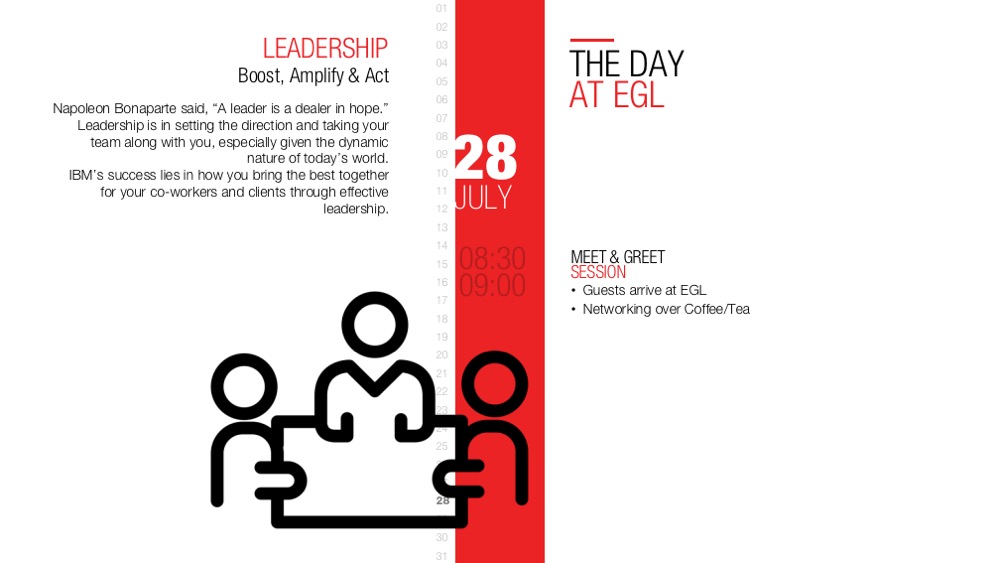 LEADERSHIP
Boost, Amplify & Act
Napoleon Bonaparte said, “A leader is a dealer in hope.”
Leadership is in setting the direction and taking your
team along with you, especially given the dynamic
nature of today’s world.
IBM’s success lies in how you bring the best together
for your co-workers and clients through effective
leadership.
01
02
03
04
05
06
07
08
09
10
11
12
13
14
15
16
17
18
19
20
21
22
23
24
25
28
30
31
28
JULY
08:30
09:00
THE DAY
AT EGL
MEET & GREET
SESSION
• Guests arrive at EGL
• Networking over Coffee/Tea